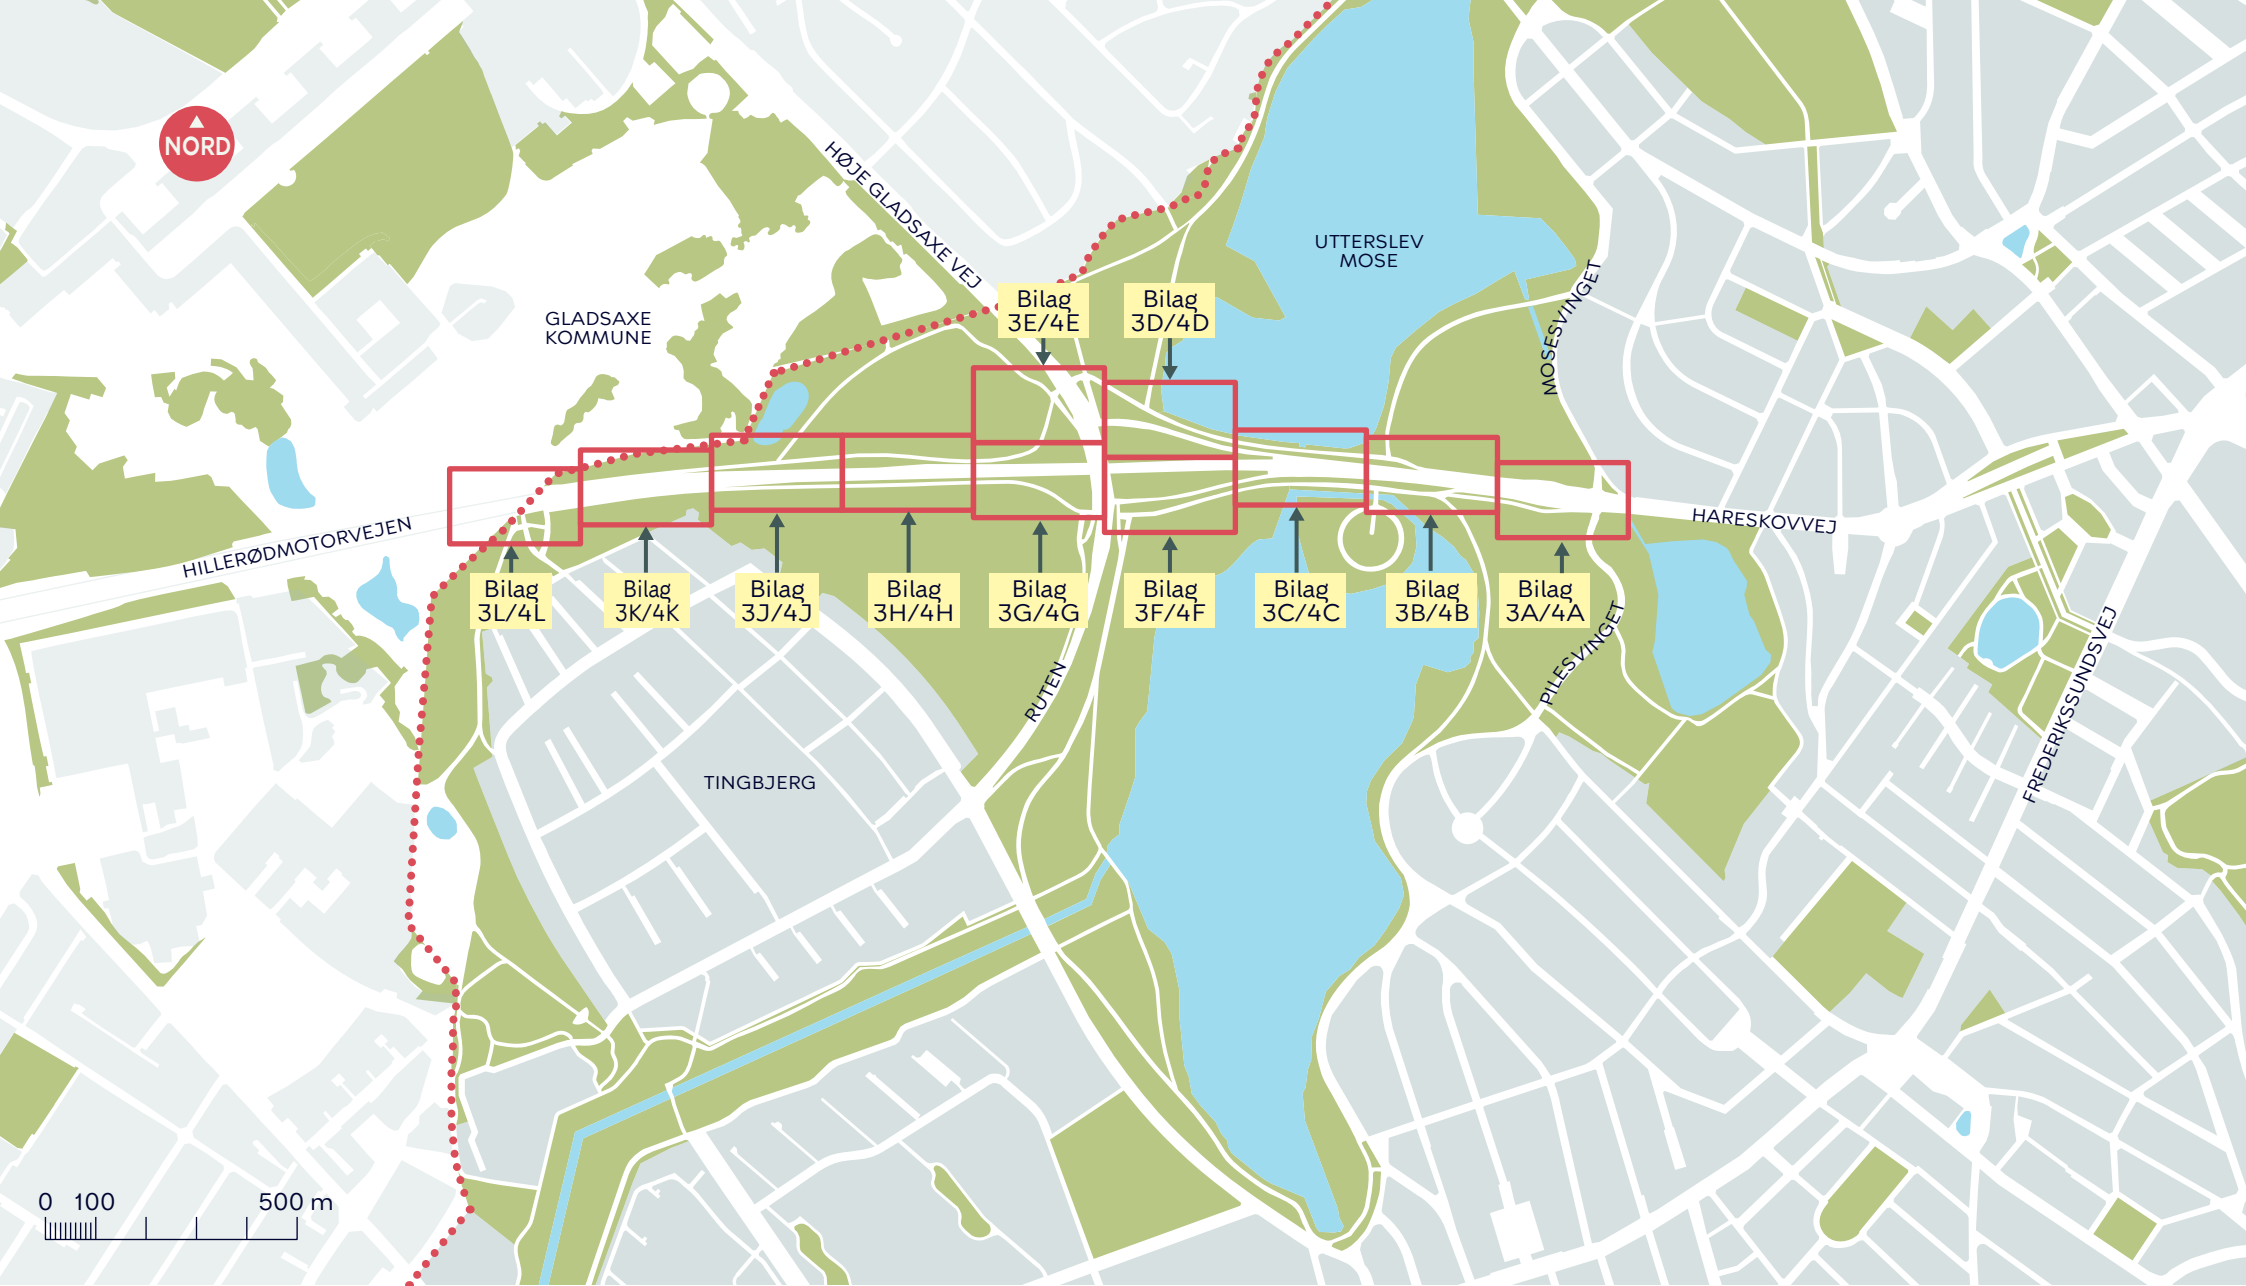 NORD
HØJE GLADSAXE VEJ
UTTERSLEV
MOSE
MOSESVINGET
GLADSAXE
KOMMUNE
Bilag
3E/4E
Bilag
3D/4D
HILLERØDMOTORVEJEN
HARESKOVVEJ
Bilag
3L/4L
Bilag
3K/4K
Bilag
3J/4J
Bilag
3H/4H
Bilag
3G/4G
Bilag
3F/4F
Bilag
3C/4C
Bilag
3B/4B
Bilag
3A/4A
RUTEN
PILESVINGET
FREDERIKSSUNDSVEJ
TINGBJERG
0 100 500 m